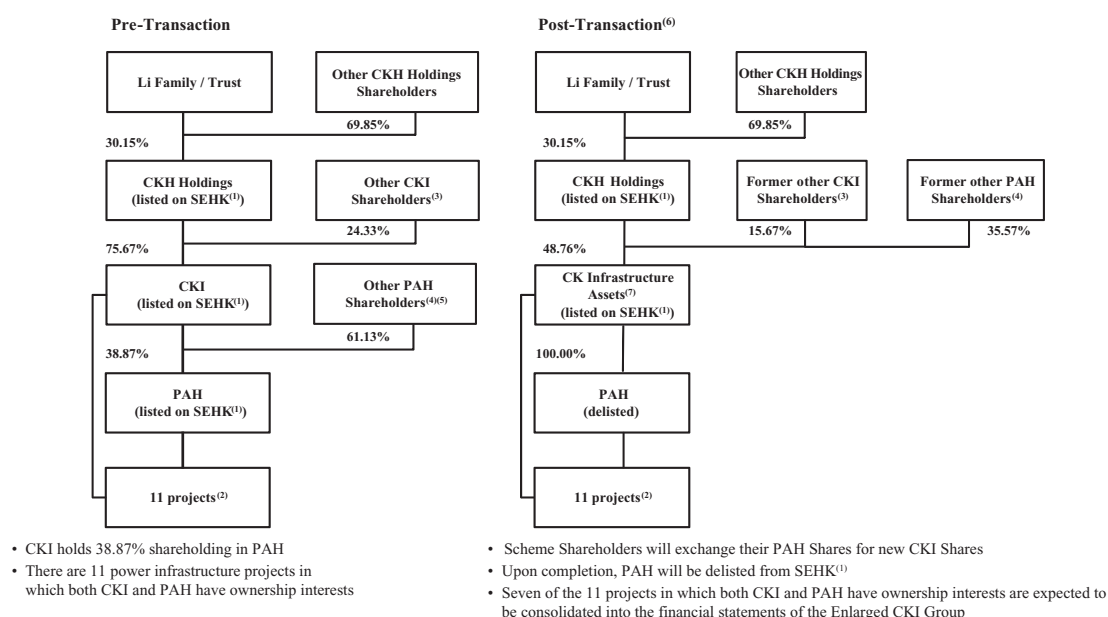 Pre-Transaction
Li Family / Trust
Other CKH Holdings
Shareholders
69.85%
30.15%
CKH Holdings
(listed on SEHK(1))
Other CKI
Shareholders(3)
24.33%
75.67%
CKI
(listed on SEHK(1))
Other PAH
Shareholders(4)(5)
61.13%
38.87%
PAH
(listed on SEHK(1))
11 projects(2)
• CKI holds 38.87% shareholding in PAH
• There are 11 power infrastructure projects in
which both CKI and PAH have ownership interests
Post-Transaction(6)
Li Family / Trust
Other CKH Holdings
Shareholders
69.85%
30.15%
CKH Holdings
(listed on SEHK(1))
Former other CKI
Shareholders(3)
Former other PAH
Shareholders(4)
15.67%
35.57%
48.76%
CK Infrastructure
Assets(7)
(listed on SEHK(1))
100.00%
PAH
(delisted)
11 projects(2)
• Scheme Shareholders will exchange their PAH Shares for new CKI Shares
• Upon completion, PAH will be delisted from SEHK(1)
• Seven of the 11 projects in which both CKI and PAH have ownership interests are expected to
be consolidated into the financial statements of the Enlarged CKI Group